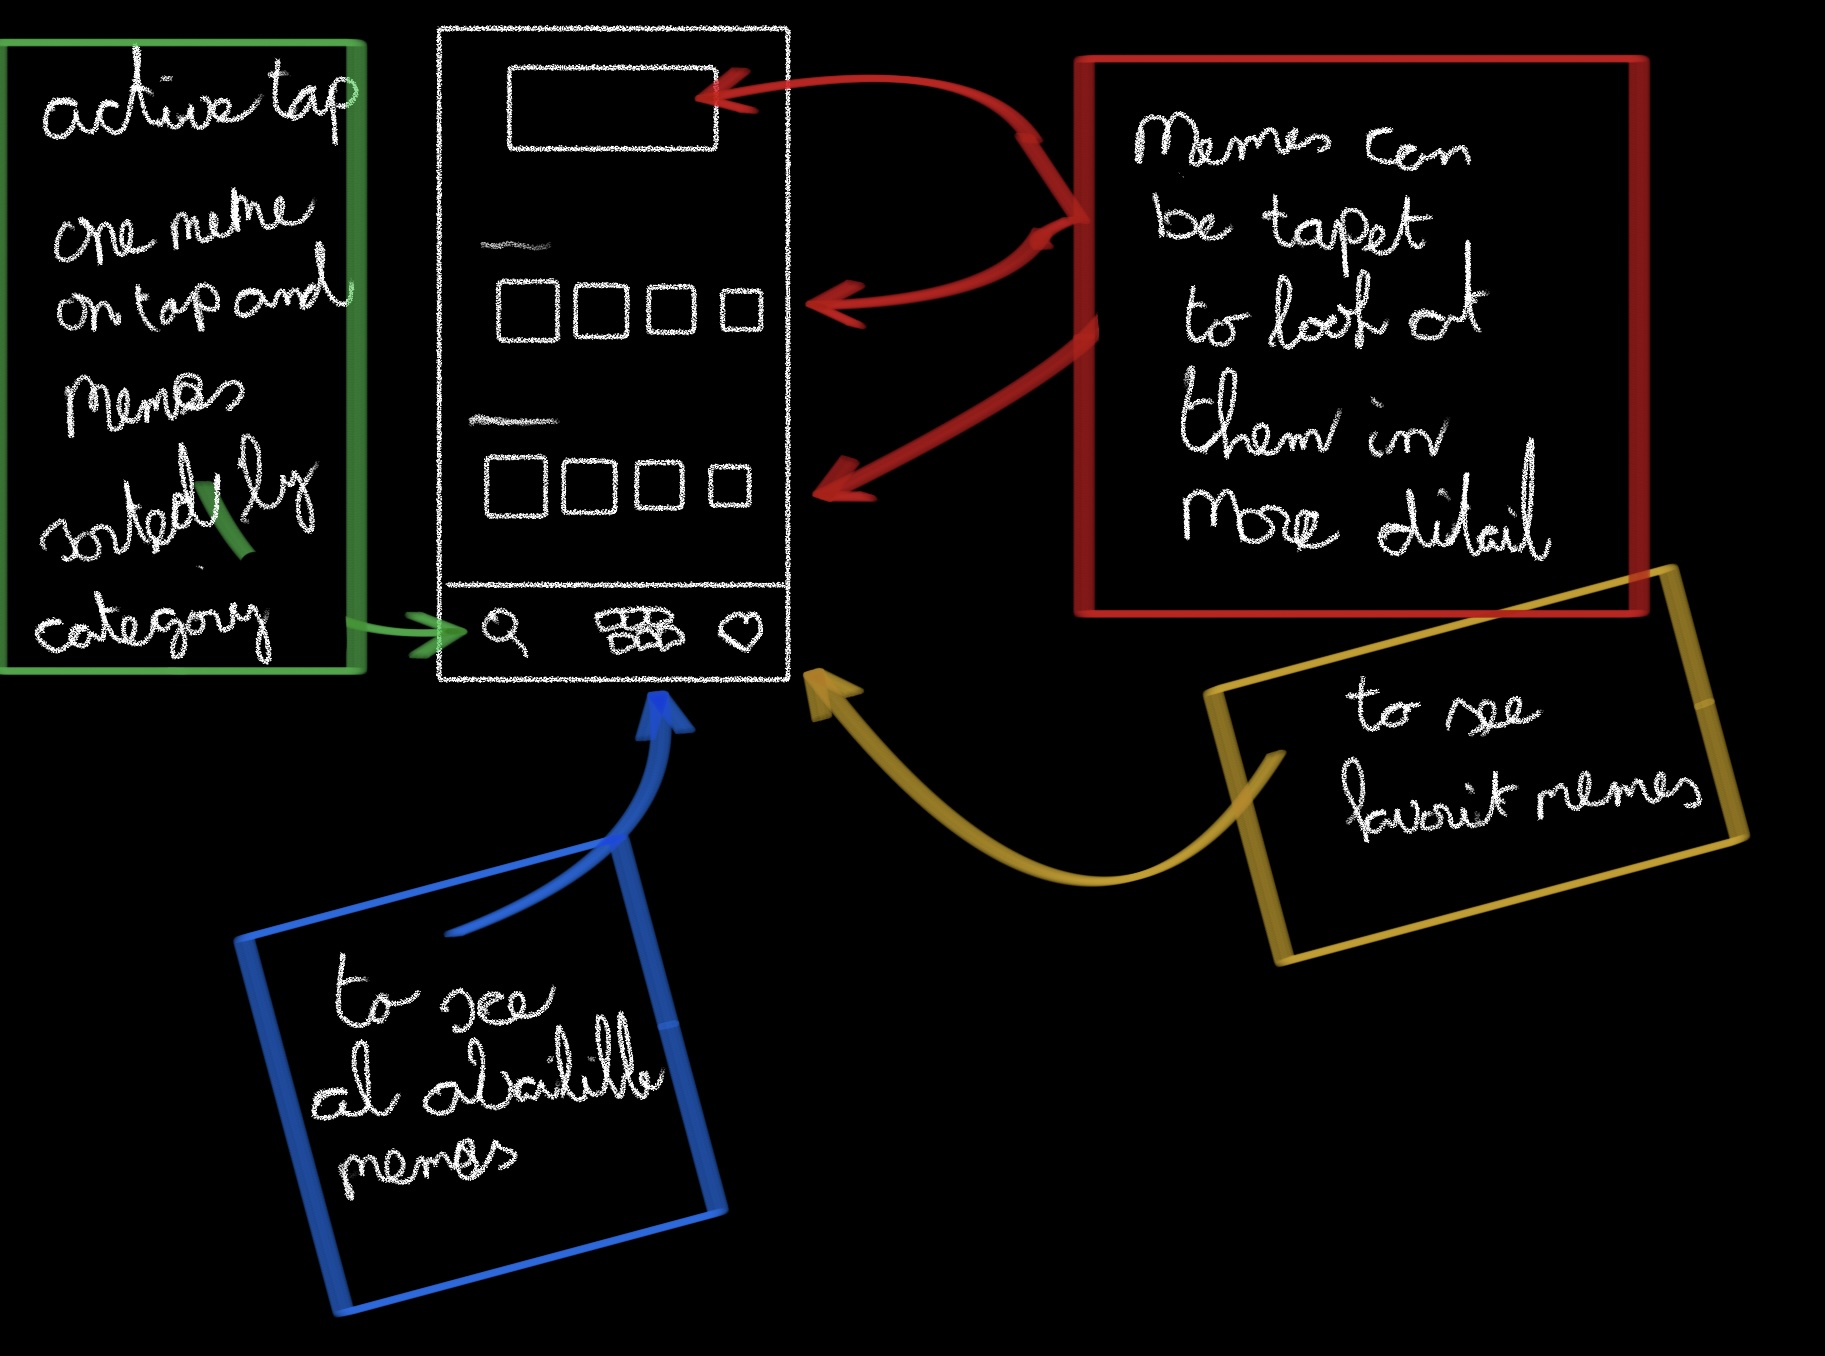 active tap
one meme
on tap and
Memes
sorted by
category
Memes can
be tapet
to look at
them in
more ditail
to see
favorit memes
to see
al abailible
memes